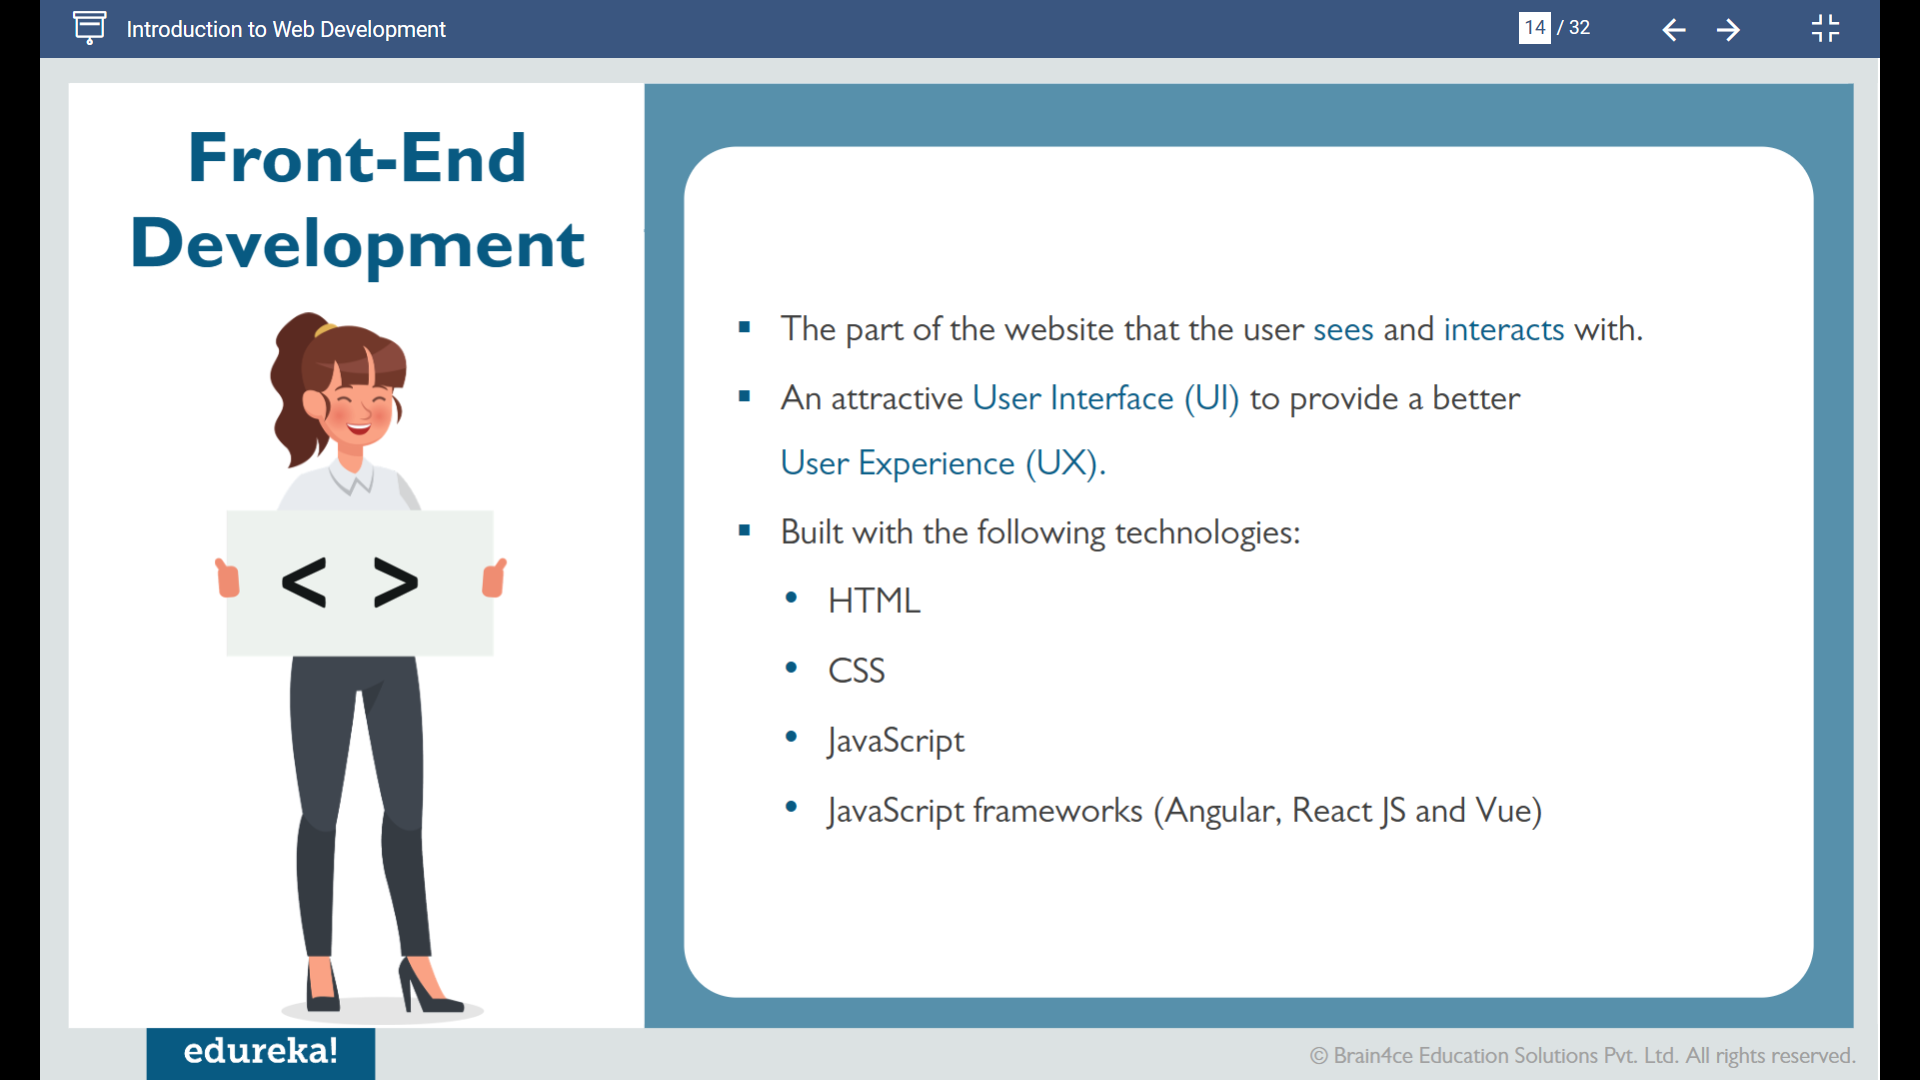 Introduction to Web Development
14 / 32
Front-End
Development
< >
The part of the website that the user sees and interacts with.
An attractive User Interface (UI) to provide a better
User Experience (UX).
Built with the following technologies:
HTML
CSS
JavaScript
JavaScript frameworks (Angular, React JS and Vue)
edureka!
© Brain4ce Education Solutions Pvt. Ltd. All rights reserved.